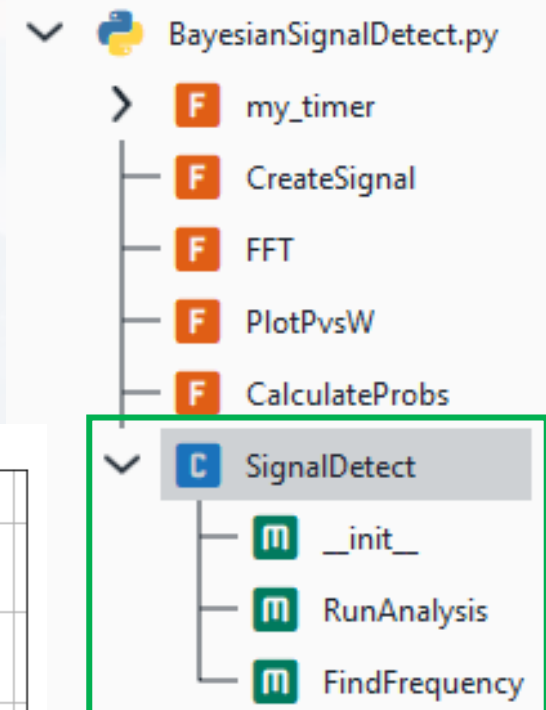 BayesianSignalDetect.py
F my_timer
F CreateSignal
F FFT
F PlotPvsW
F CalculateProbs
C SignalDetect
m __init__
m RunAnalysis
m FindFrequency